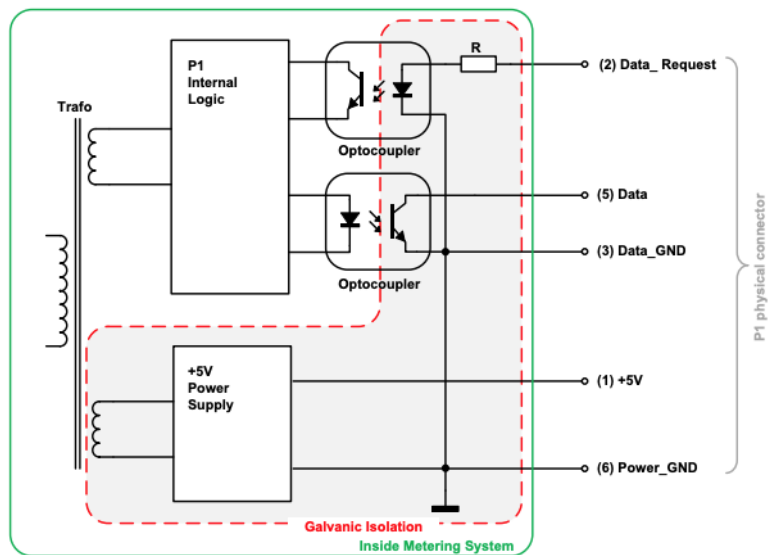 P1
Internal
Logic
R
(2) Data_ Request
Trafo
Optocoupler
(5) Data
(3) Data_GND
Optocoupler
P1 physical connector
+5V
Power
Supply
(1) +5V
(6) Power_GND
Galvanic Isolation
Inside Metering System